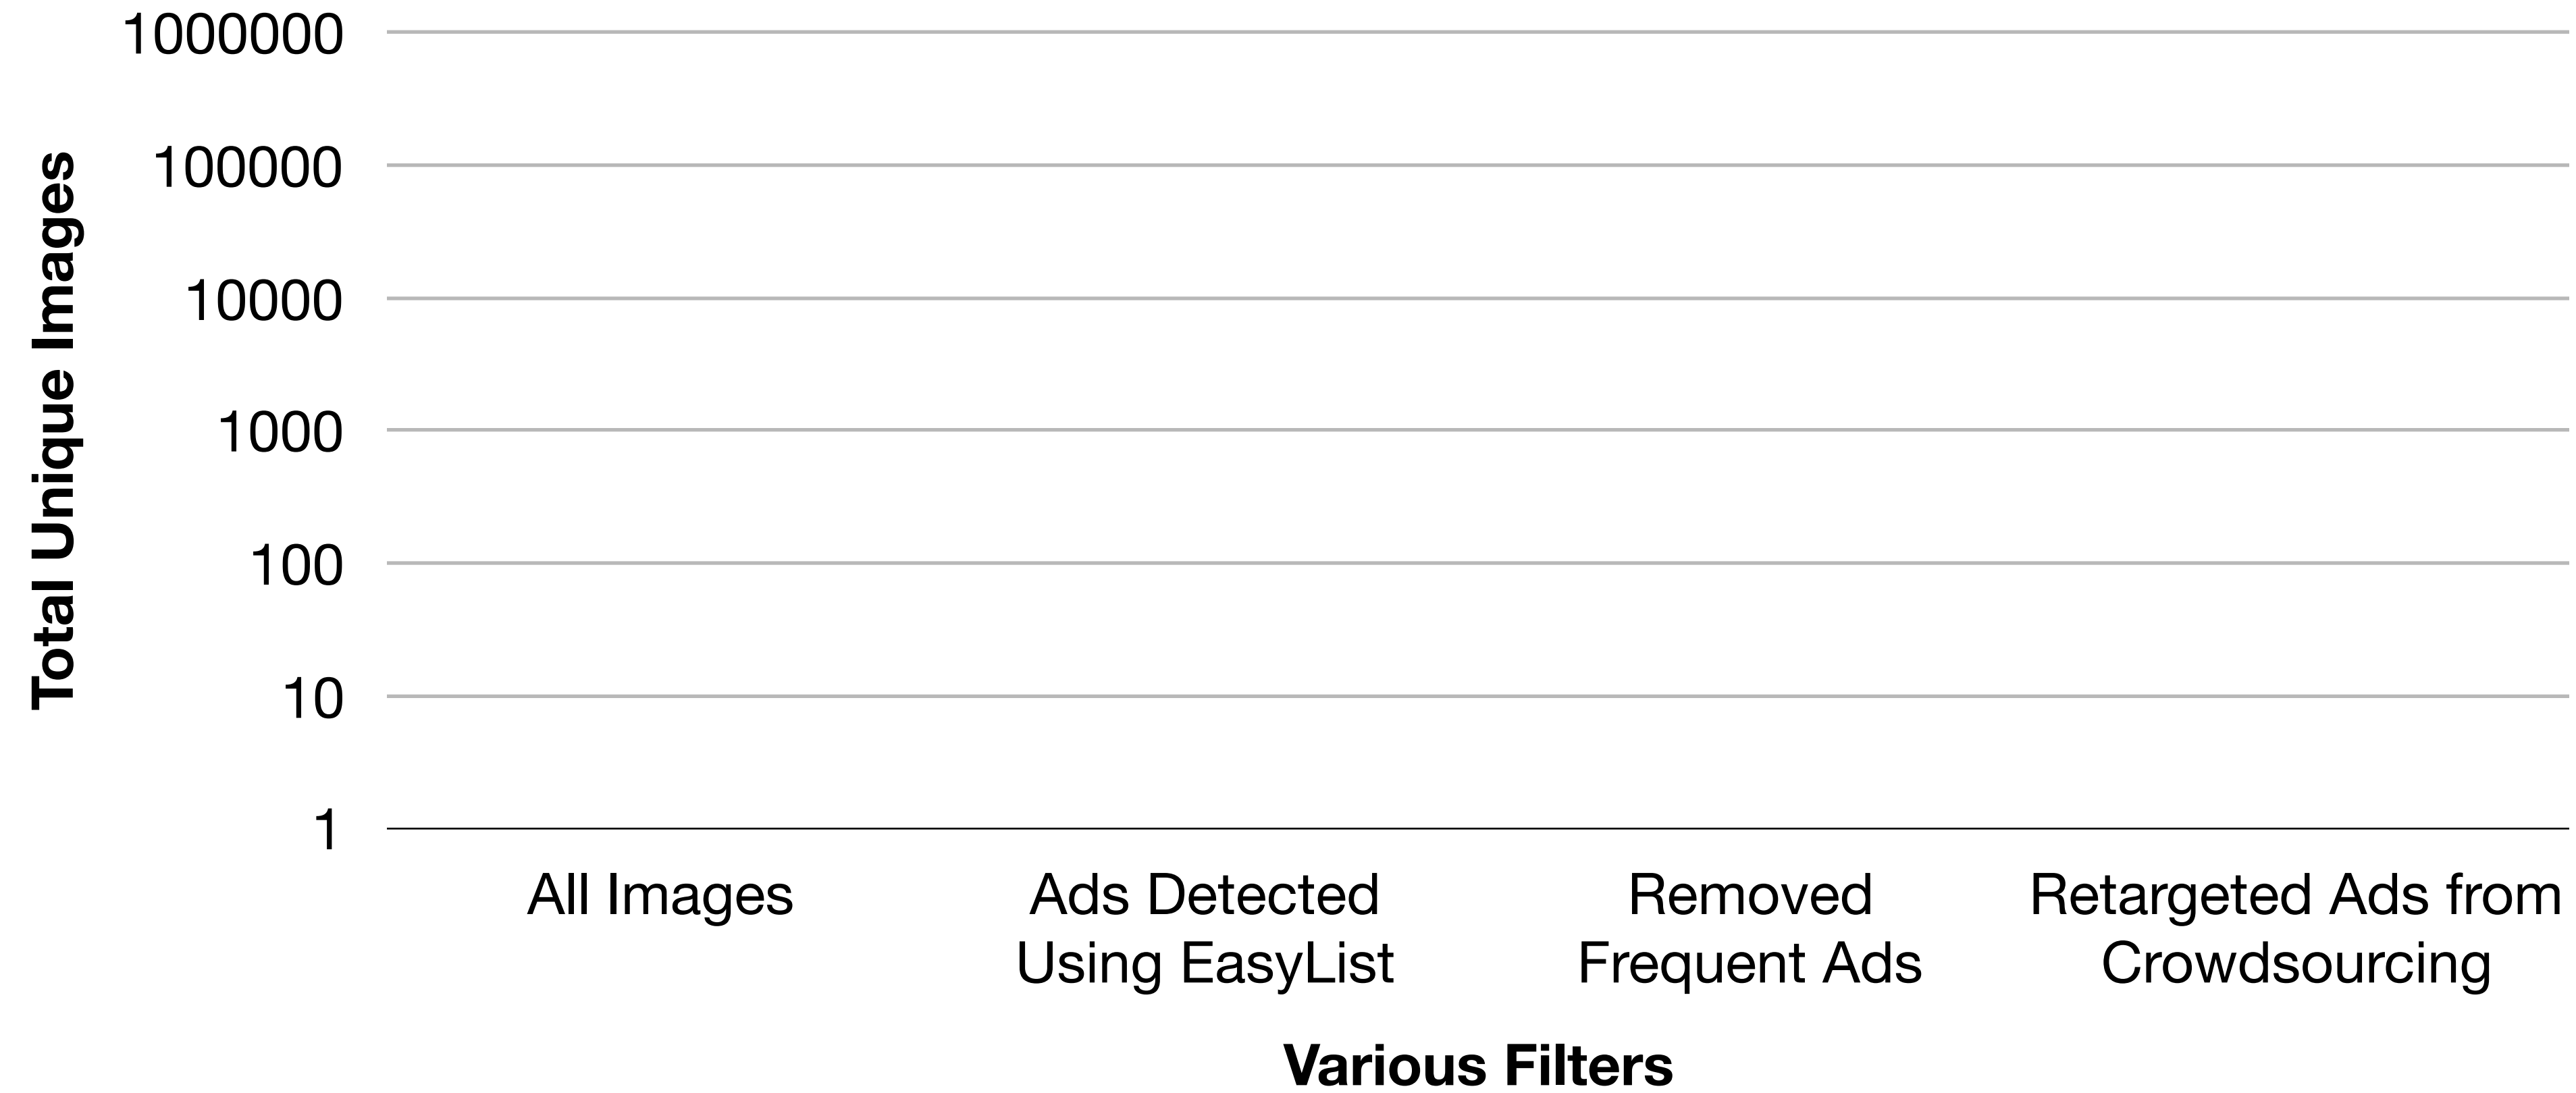 Total Unique Images
1000000
100000
10000
1000
100
10
1
All Images
Ads Detected
Using EasyList
Removed
Frequent Ads
Retargeted Ads from
Crowdsourcing
Various Filters